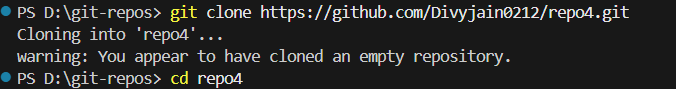 PS D:\git-repos> git clone https://github.com/Divyjain0212/repo4.git
Cloning into 'repo4'...
warning: You appear to have cloned an empty repository.
PS D:\git-repos> cd repo4